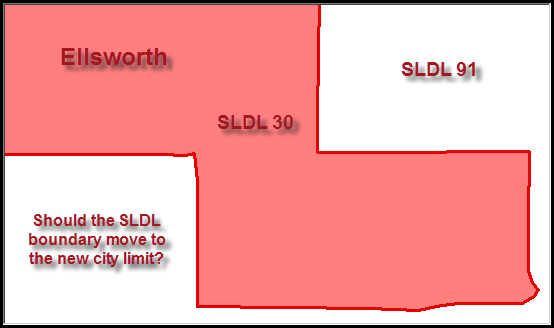 Ellsworth
SLDL 91
SLDL 30
Should the SLDL
boundary move to
the new city limit?